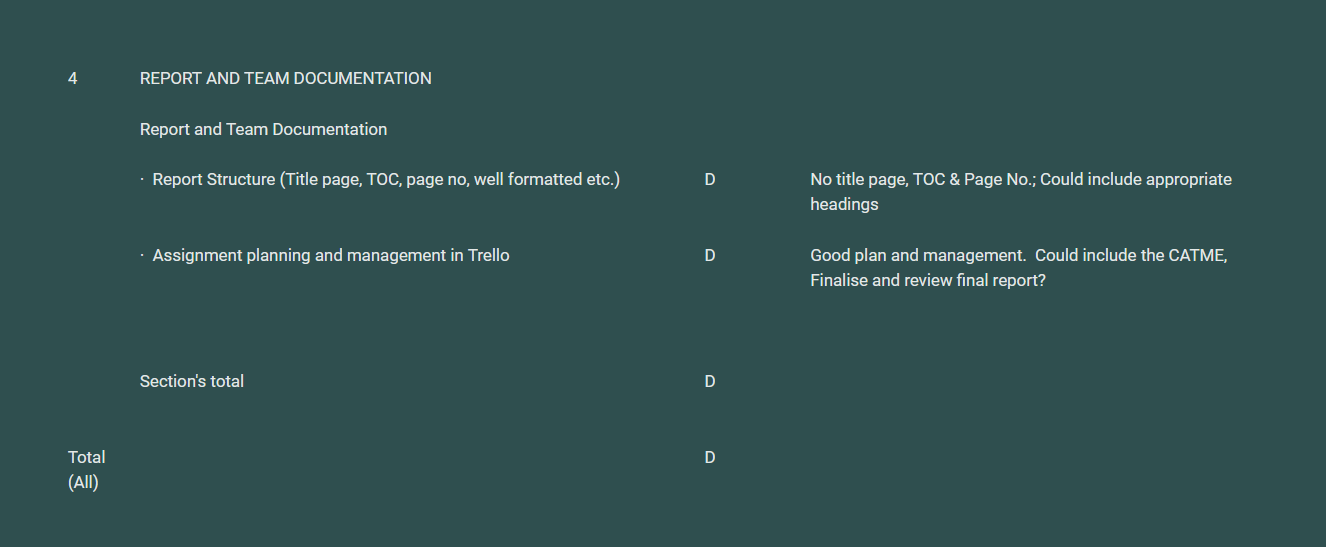 4 REPORT AND TEAM DOCUMENTATION
Report and Team Documentation
· Report Structure (Title page, TOC, page no, well formatted etc.) D No title page, TOC & Page No.; Could include appropriate
headings
· Assignment planning and management in Trello D Good plan and management.  Could include the CATME,
Finalise and review final report?
Section's total D
Total D
(All)